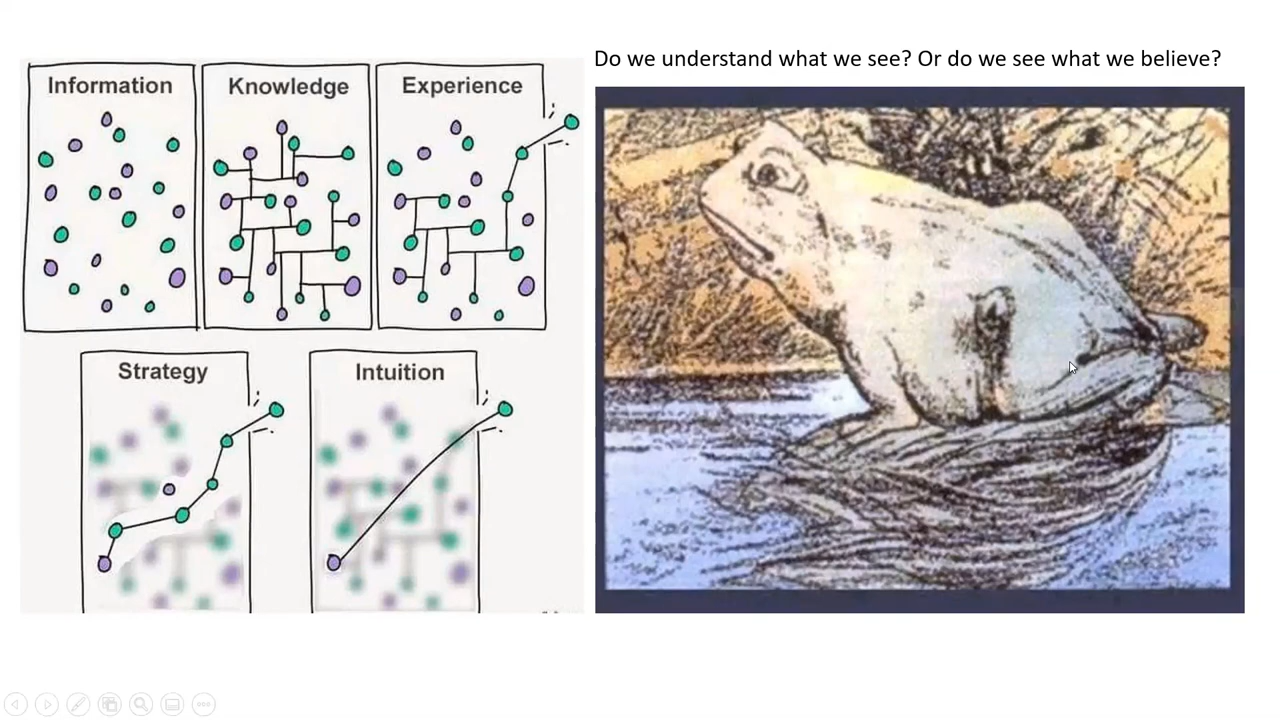 Do we understand what we see? Or do we see what we believe?
Information
Knowledge
Experience
Strategy
Intuition